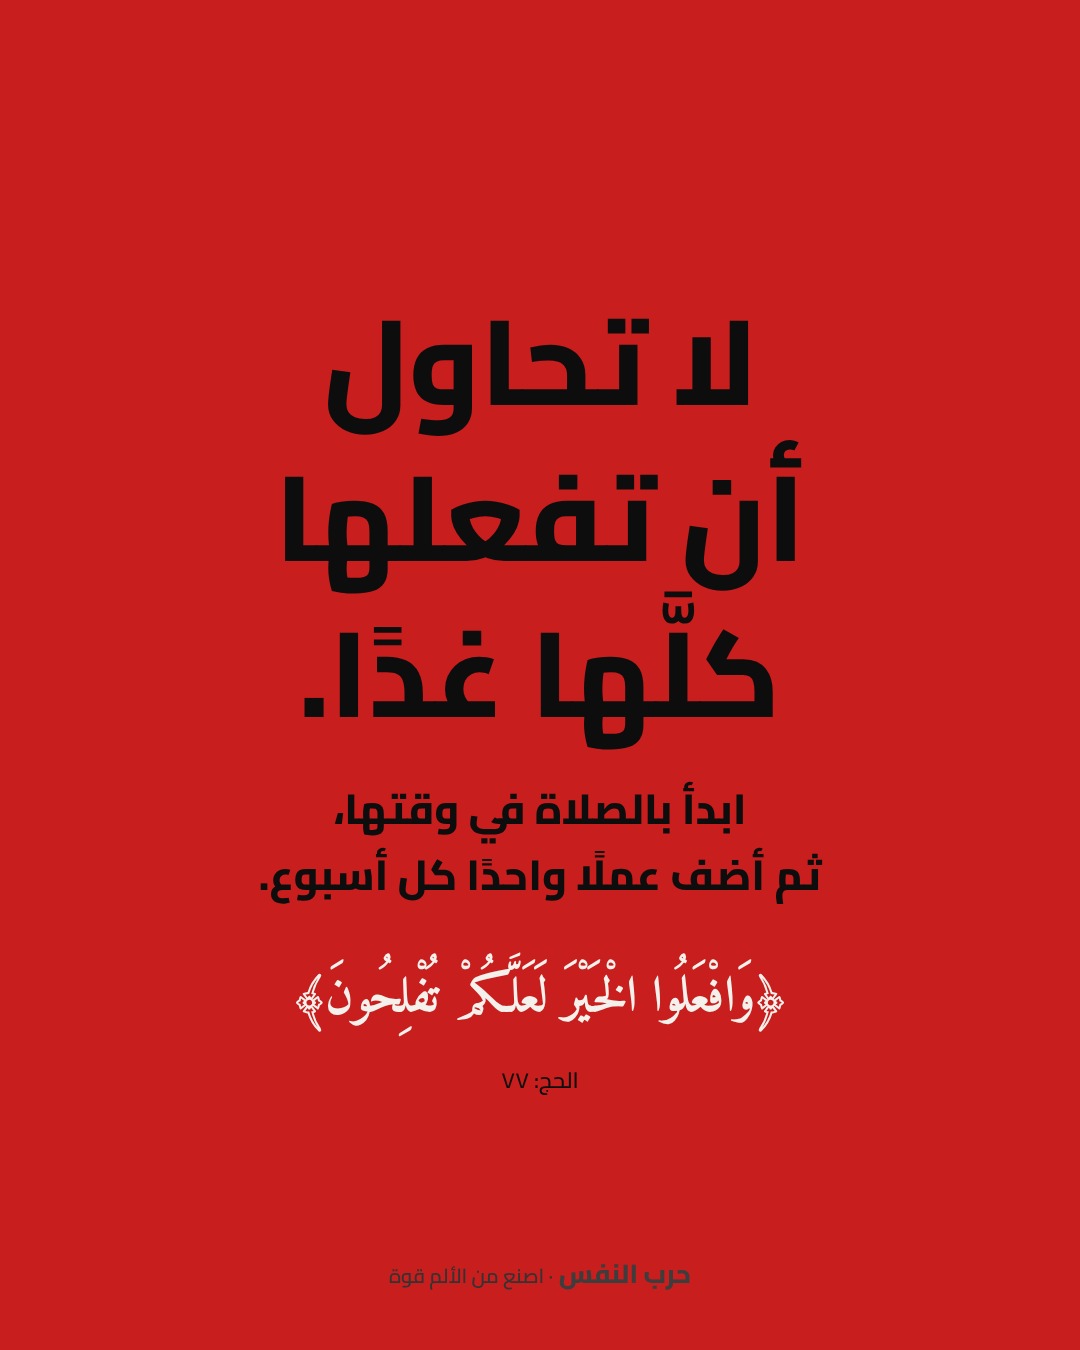 لا تحاول
أن تفعلها
كلَّها غدًا.
ابدأ بالصلاة في وقتها،
ثم أضف عملًا واحدًا كل أسبوع.
﴿وَافْعَلُوا الْخَيْرَ لَعَلَّكُمْ تُفْلِحُونَ﴾
الحج: ٧٧
حرب النفس · اصنع من الألم قوة